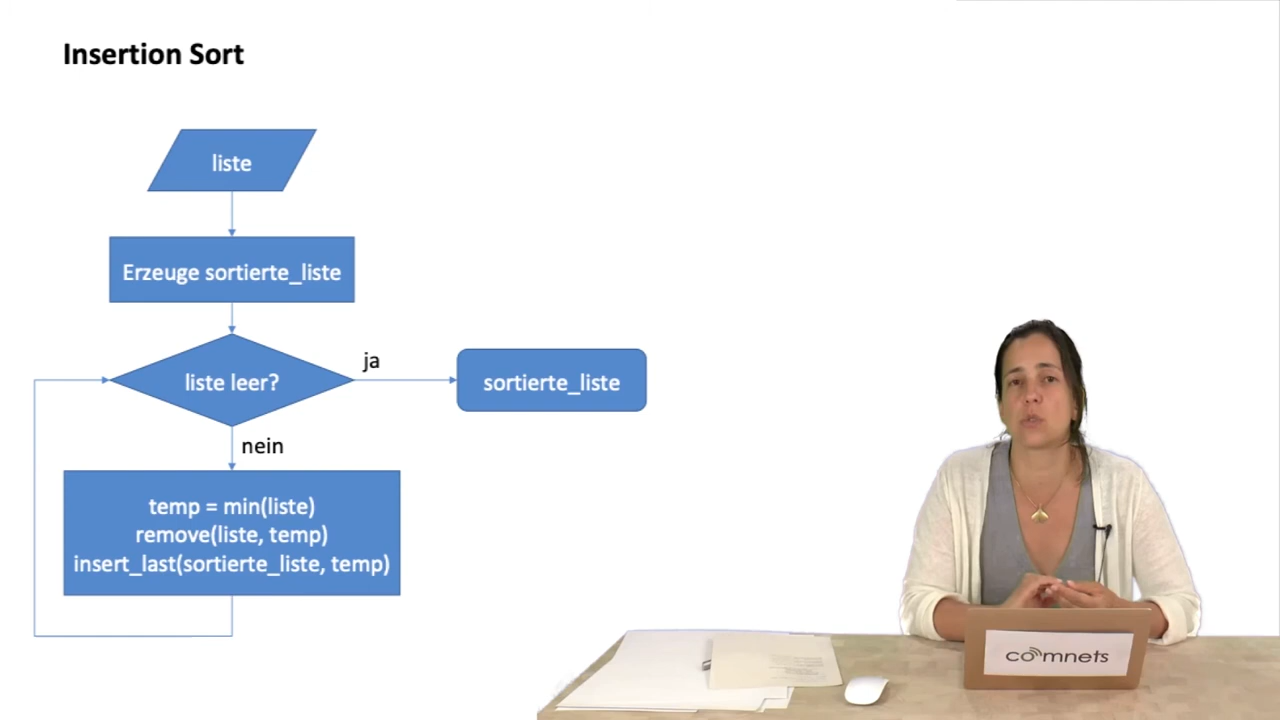 Insertion Sort
liste
Erzeuge sortierte_liste
liste leer?
ja
sortierte_liste
nein
temp = min(liste)
remove(liste, temp)
insert_last(sortierte_liste, temp)
comnets